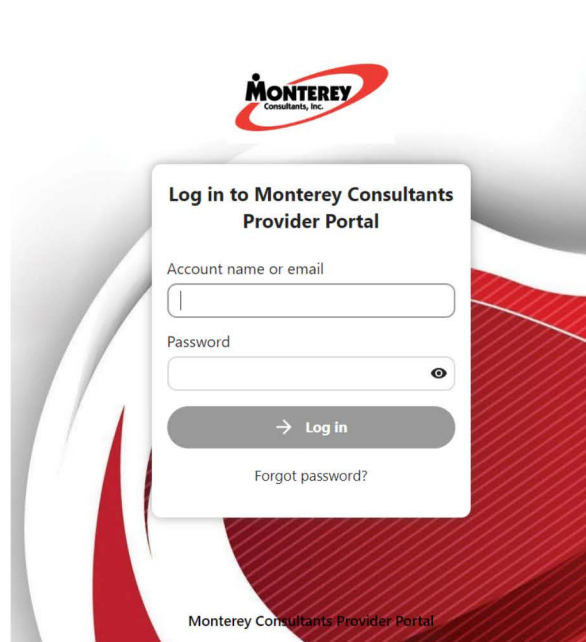 MONTEREY
Consultants, Inc.
Log in to Monterey Consultants
Provider Portal
Account name or email
Password
Log in
Forgot password?
Monterey Consultants Provider Portal